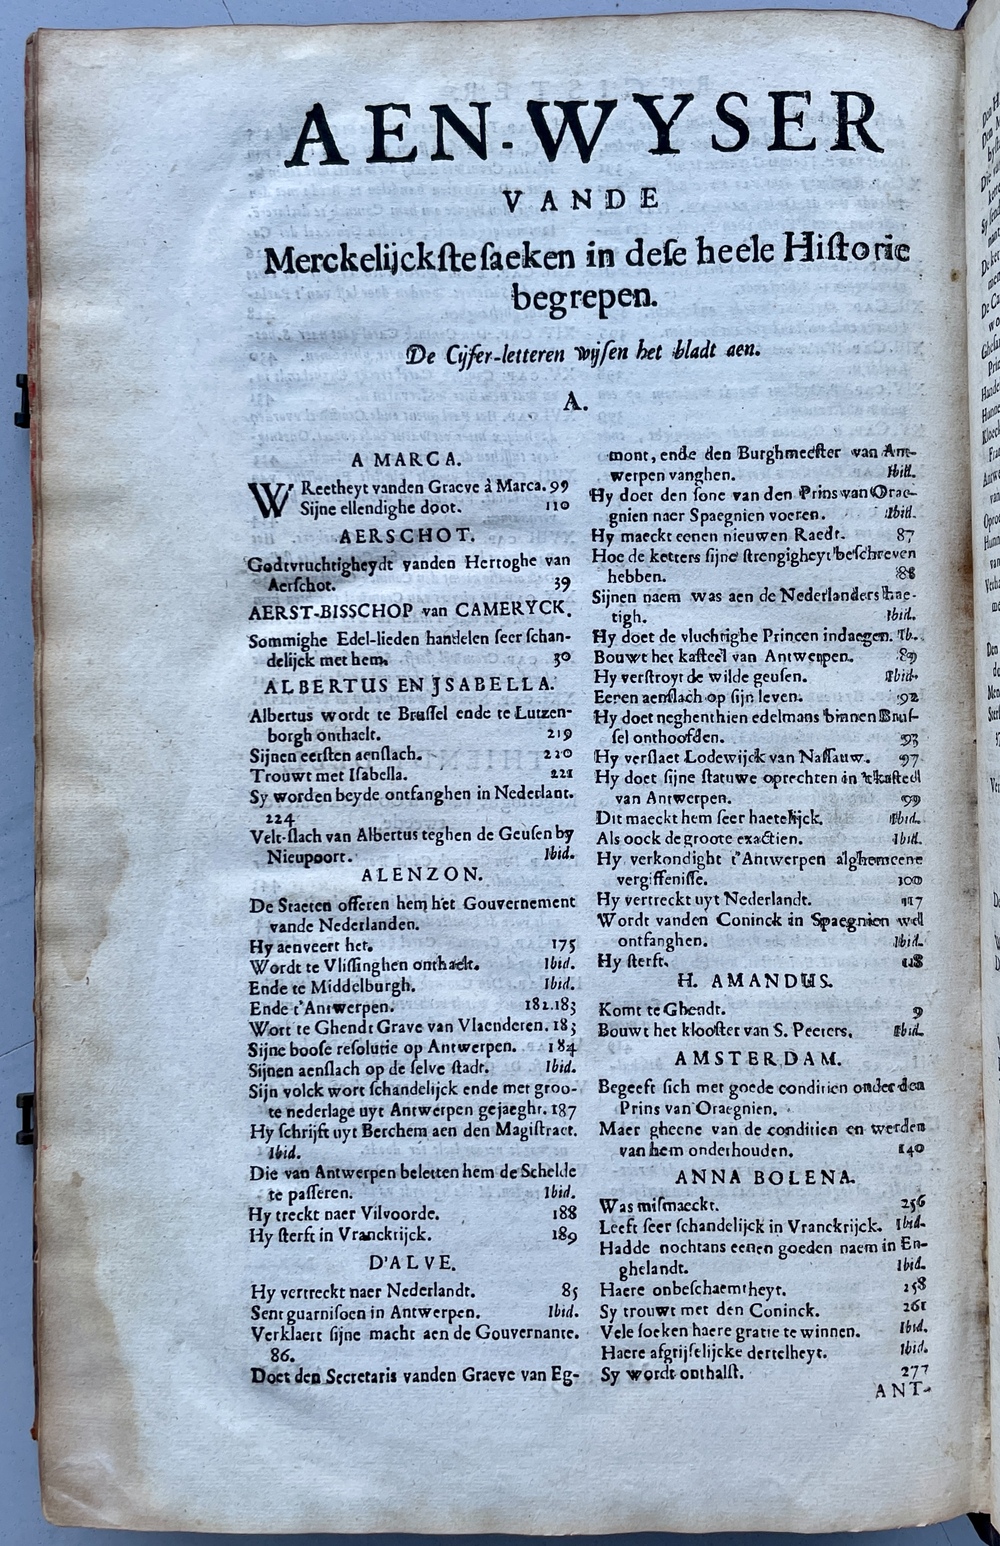 AEN-WYSER
VANDE
Merckelijckſte ſaeken in deſe heele Hiſtorie
begrepen.
De Cijfer-letteren wijſen het bladt aen.
A.
A MARCA.
WReetheyt vanden Graeve à Marca. 99
Sijne ellendighe doot. 110
AERSCHOT.
Godtvruchtigheydt vanden Hertoghe van
Aerſchot. 39
AERST-BISSCHOP van CAMERYCK.
Sommighe Edel-lieden handelen ſeer ſchan-
delijck met hem. 30
ALBERTUS EN JSABELLA.
Albertus wordt te Bruſſel ende te Lutzen-
borgh onthaelt. 219
Sijnen eerſten aenſlach. 220
Trouwt met Iſabella. 221
Sy worden beyde ontfanghen in Nederlant.
224
Velt-ſlach van Albertus teghen de Geuſen by
Nieupoort. Ibid.
ALENZON.
De Staeten offeren hem het Gouvernement
vande Nederlanden.
Hy aenveert het. 175
Wordt te Vliſſinghen onthaelt. Ibid.
Ende te Middelburgh. Ibid.
Ende t'Antwerpen. 182.183
Wort te Ghendt Grave van Vlaenderen. 183
Sijne booſe reſolutie op Antwerpen. 184
Sijnen aenſlach op de ſelve ſtadt. Ibid.
Sijn volck wort ſchandelijck ende met groo-
te nederlage uyt Antwerpen gejaeght. 187
Hy ſchrijft uyt Berchem aen den Magiſtraet.
Ibid.
Die van Antwerpen beletten hem de Schelde
te paſſeren. Ibid.
Hy treckt naer Vilvoorde. 188
Hy ſterft in Vranckrijck. 189
D'ALVE.
Hy vertreckt naer Nederlandt. 85
Sent guarniſoen in Antwerpen. Ibid.
Verklaert ſijne macht aen de Gouvernante.
86.
Doet den Secretaris vanden Graeve van Eg-
mont, ende den Burghmeeſter van Ant-
werpen vanghen. Ibid.
Hy doet den ſone van den Prins van Orae-
gnien naer Spaegnien voeren. Ibid.
Hy maeckt eenen nieuwen Raedt. 87
Hoe de ketters ſijne ſtrengigheyt beſchreven
hebben. 88
Sijnen naem was aen de Nederlanders hae-
tigh. Ibid.
Hy doet de vluchtighe Princen indaegen. Ib.
Bouwt het kaſteel van Antwerpen. 89
Hy verſtroyt de wilde geuſen. Ibid.
Eenen aenſlach op ſijn leven. 92
Hy doet neghenthien edelmans binnen Bruſ-
ſel onthoofden. 93
Hy verſlaet Lodewijck van Naſſauw. 97
Hy doet ſijne ſtatuwe oprechten in 't kaſteel
van Antwerpen. 99
Dit maeckt hem ſeer haetelijck. Ibid.
Als oock de groote exactien. Ibid.
Hy verkondight t'Antwerpen alghemeene
vergiffeniſſe. 100
Hy vertreckt uyt Nederlandt. 117
Wordt vanden Coninck in Spaegnien wel
ontfanghen. Ibid.
Hy ſterft. 118
H. AMANDUS.
Komt te Ghendt. 9
Bouwt het klooſter van S. Peeters. Ibid.
AMSTERDAM.
Begeeft ſich met goede conditien onder den
Prins van Oraegnien.
Maer gheene van de conditien en werden
van hem onderhouden. 140
ANNA BOLENA.
Was miſmaeckt. 256
Leeft ſeer ſchandelijck in Vranckrijck. Ibid.
Hadde nochtans eenen goeden naem in En-
ghelandt. Ibid.
Haere onbeſchaemtheyt. 258
Sy trouwt met den Coninck. 261
Vele ſoeken haere gratie te winnen. Ibid.
Haere afgrijſelijcke dertelheyt. Ibid.
Sy wordt onthalſt. 277
ANT-